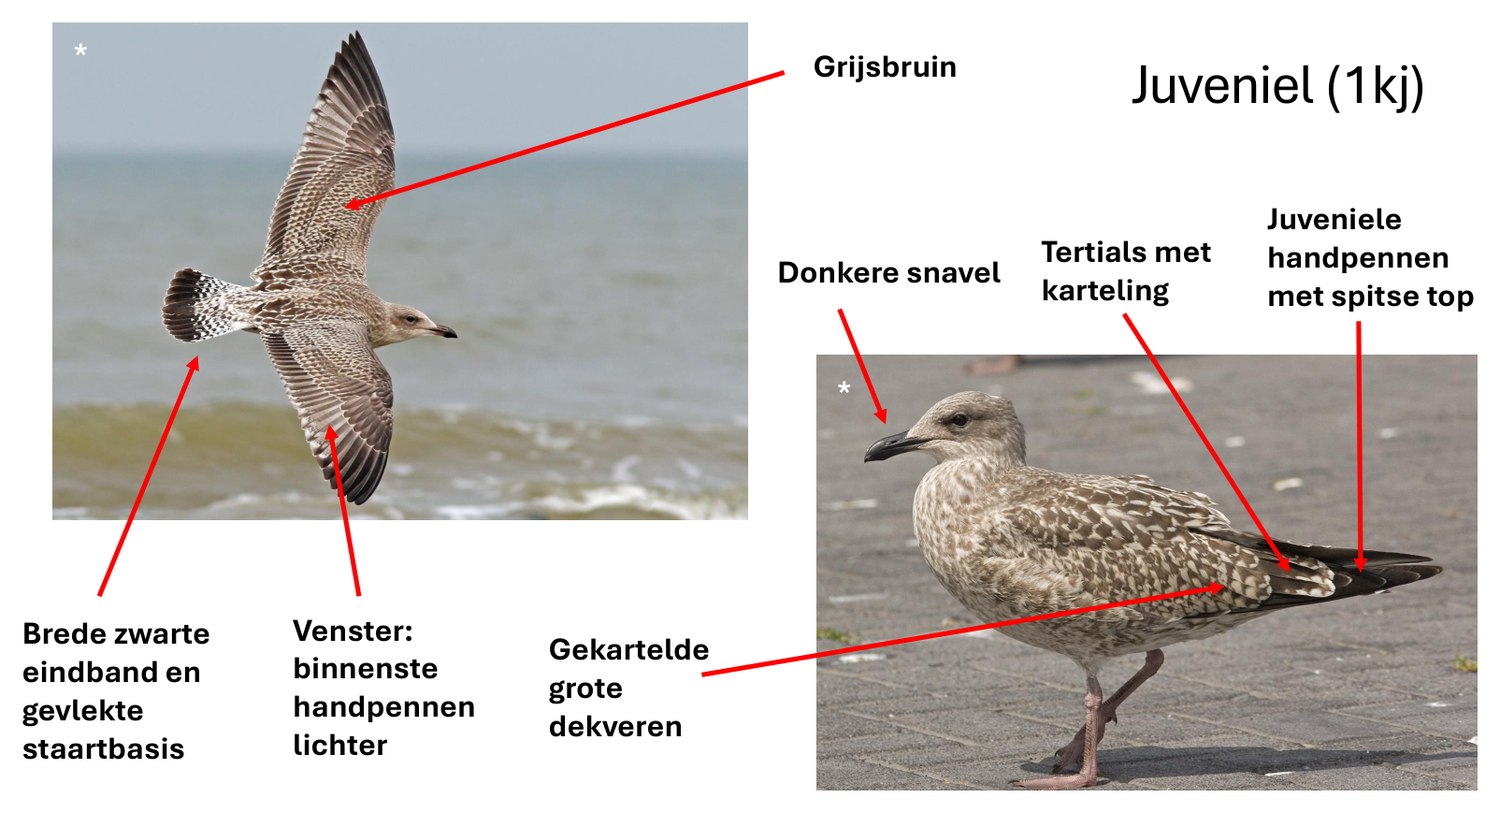 *
Grijsbruin
Juveniel (1kj)
Donkere snavel
Tertials met
karteling
Juveniele
handpennen
met spitse top
*
Brede zwarte
eindband en
gevlekte
staartbasis
Venster:
binnenste
handpennen
lichter
Gekartelde
grote
dekveren